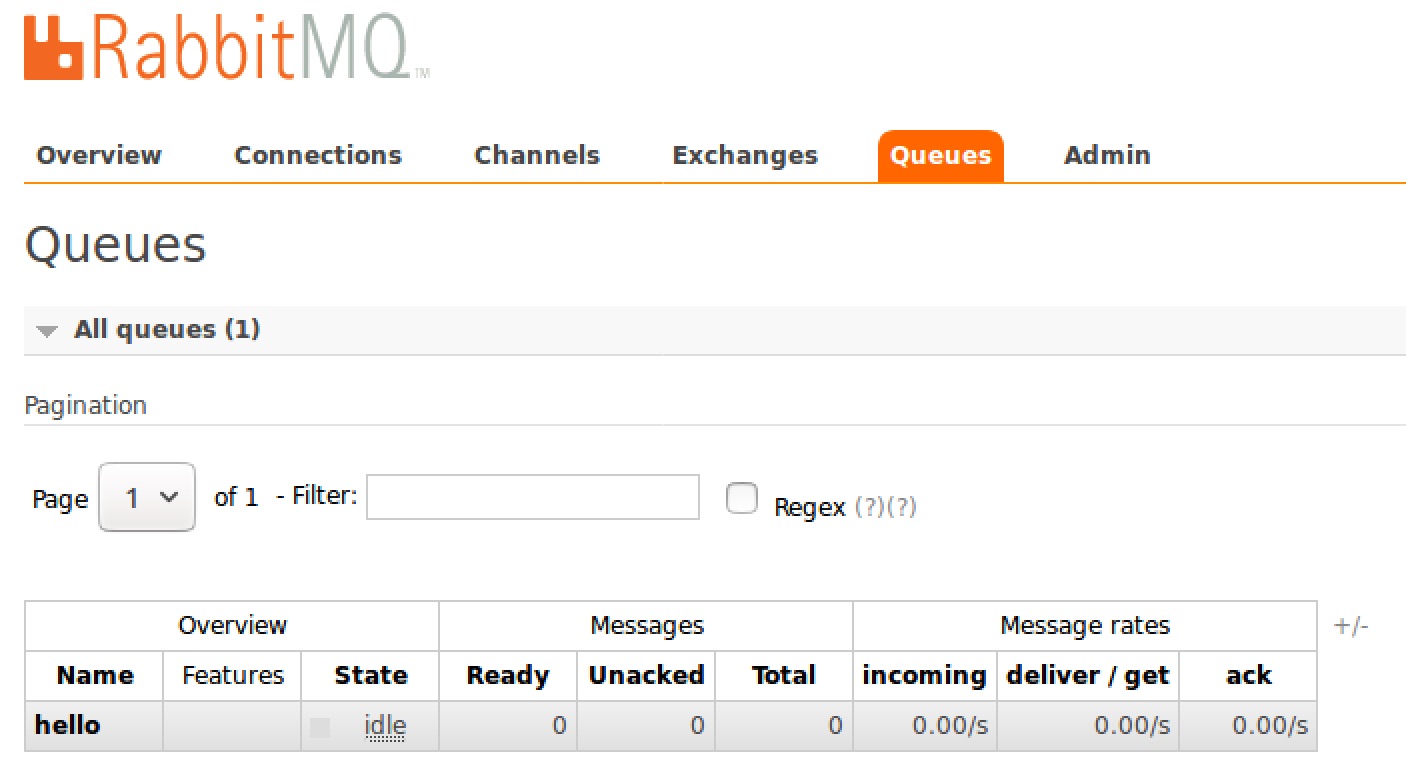 RabbitMQ™
Overview Connections Channels Exchanges Queues Admin
Queues
All queues (1)
Pagination
Page 1 of 1 - Filter: Regex (?)(?)
Overview Messages Message rates +/-
Name Features State Ready Unacked Total incoming deliver / get ack
hello idle 0 0 0 0.00/s 0.00/s 0.00/s